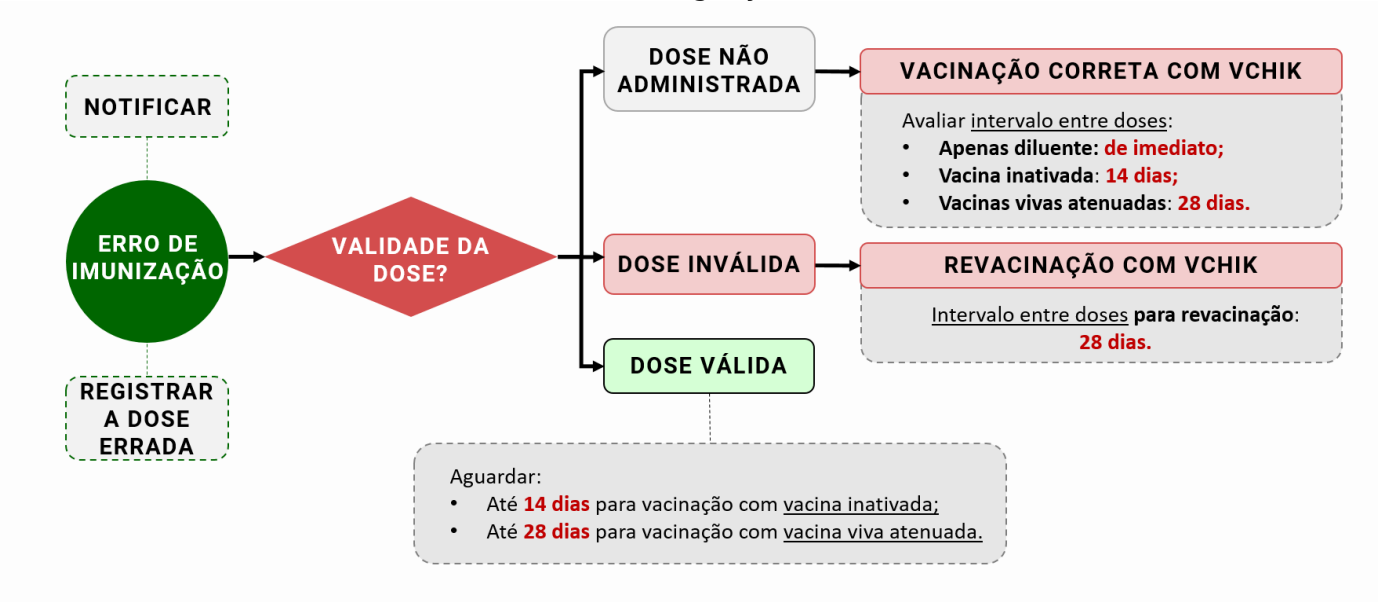 NOTIFICAR
ERRO DE
IMUNIZAÇÃO
REGISTRAR
A DOSE
ERRADA
VALIDADE DA
DOSE?
DOSE NÃO
ADMINISTRADA
VACINAÇÃO CORRETA COM VCHIK
Avaliar intervalo entre doses:
• Apenas diluente: de imediato;
• Vacina inativada: 14 dias;
• Vacinas vivas atenuadas: 28 dias.
DOSE INVÁLIDA
REVACINAÇÃO COM VCHIK
Intervalo entre doses para revacinação:
28 dias.
DOSE VÁLIDA
Aguardar:
• Até 14 dias para vacinação com vacina inativada;
• Até 28 dias para vacinação com vacina viva atenuada.